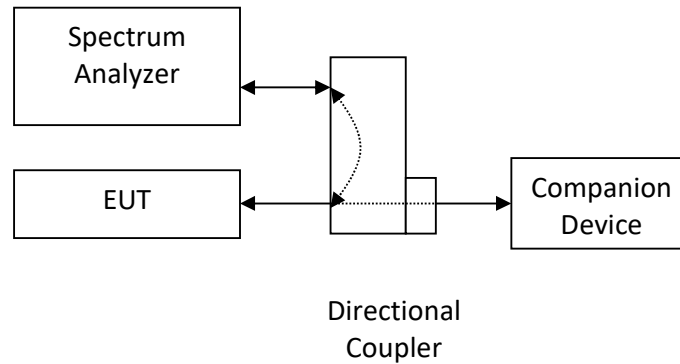 Spectrum
Analyzer
EUT
Companion
Device
Directional
Coupler